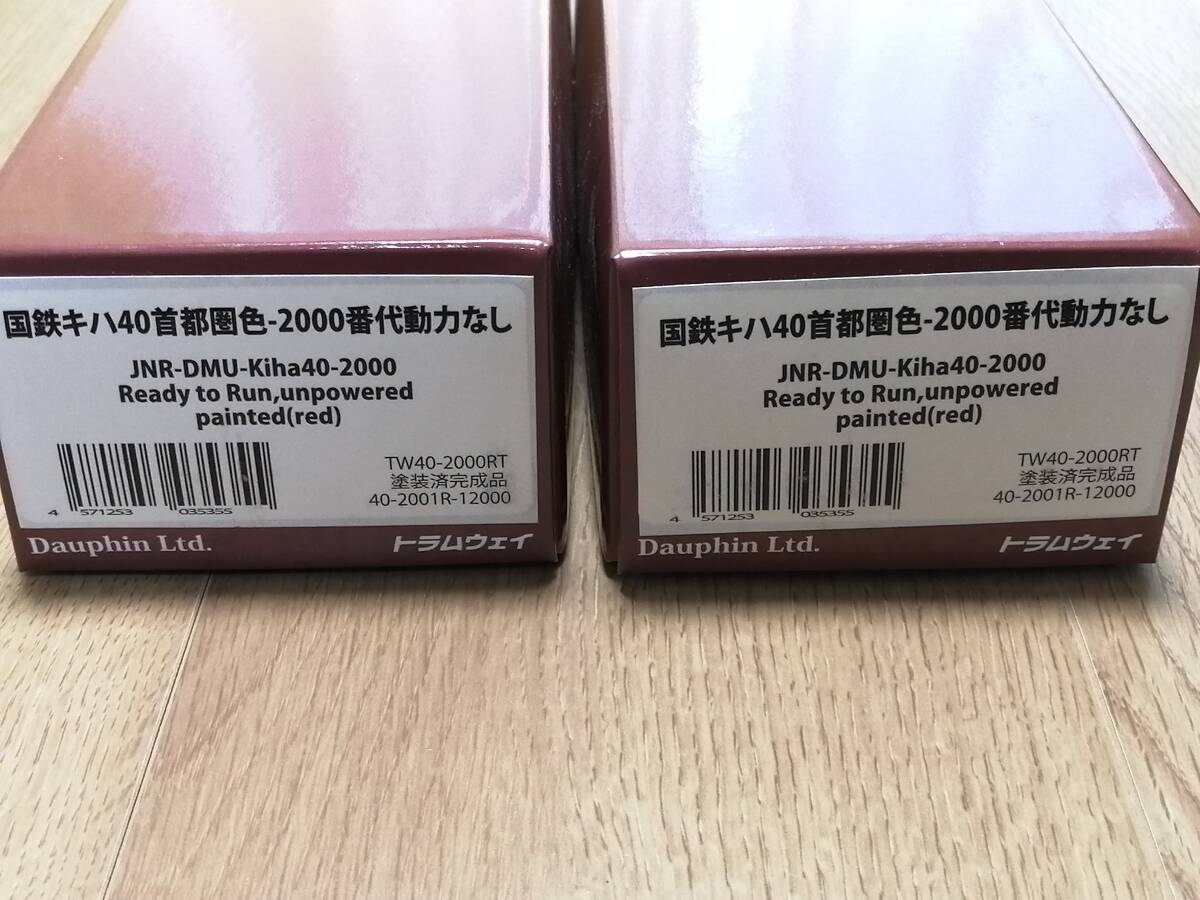 国鉄キハ40首都圏色-2000番代動力なし
JNR-DMU-Kiha40-2000
Ready to Run,unpowered
painted(red)
TW40-2000RT
塗装済完成品
40-2001R-12000
4 571253 035355
Dauphin Ltd.
トラムウェイ
国鉄キハ40首都圏色-2000番代動力なし
JNR-DMU-Kiha40-2000
Ready to Run,unpowered
painted(red)
TW40-2000RT
塗装済完成品
40-2001R-12000
4 571253 035355
Dauphin Ltd.
トラムウェイ